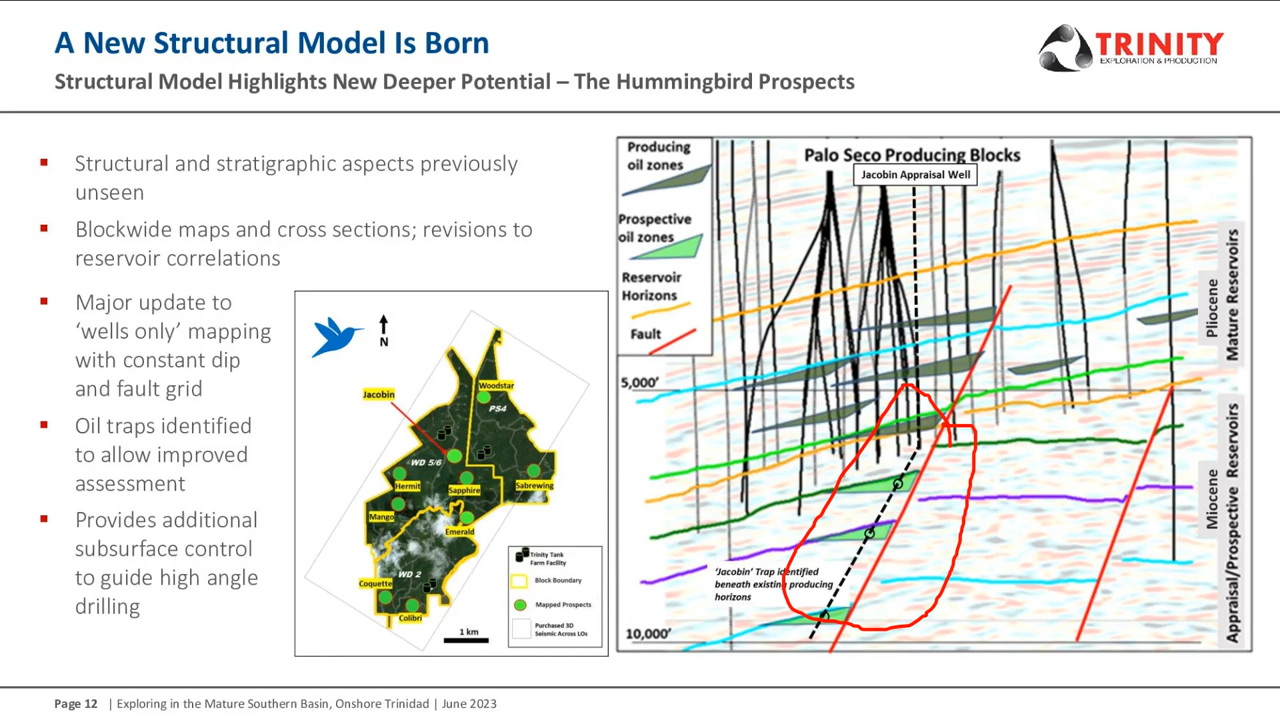 A New Structural Model Is Born
Structural Model Highlights New Deeper Potential – The Hummingbird Prospects
TRINITY
EXPLORATION & PRODUCTION
▪ Structural and stratigraphic aspects previously
unseen
▪ Blockwide maps and cross sections; revisions to
reservoir correlations
▪ Major update to
‘wells only’ mapping
with constant dip
and fault grid
▪ Oil traps identified
to allow improved
assessment
▪ Provides additional
subsurface control
to guide high angle
drilling
N
Woodstar
PS4
Jacobin
WD 5/6
Hermit
Sapphire
Sabrewing
Mango
Emerald
WD 2
Coquette
Colibri
Trinity Tank
Farm Facility
Block Boundary
Mapped Prospects
Purchased 3D
Seismic Across LOs
1 km
Producing
oil zones
Prospective
oil zones
Reservoir
Horizons
Fault
Palo Seco Producing Blocks
Jacobin Appraisal Well
5,000’
10,000’
‘Jacobin’ Trap identified
beneath existing producing
horizons
Pliocene
Mature Reservoirs
Miocene
Appraisal/Prospective Reservoirs
Page 12 | Exploring in the Mature Southern Basin, Onshore Trinidad | June 2023